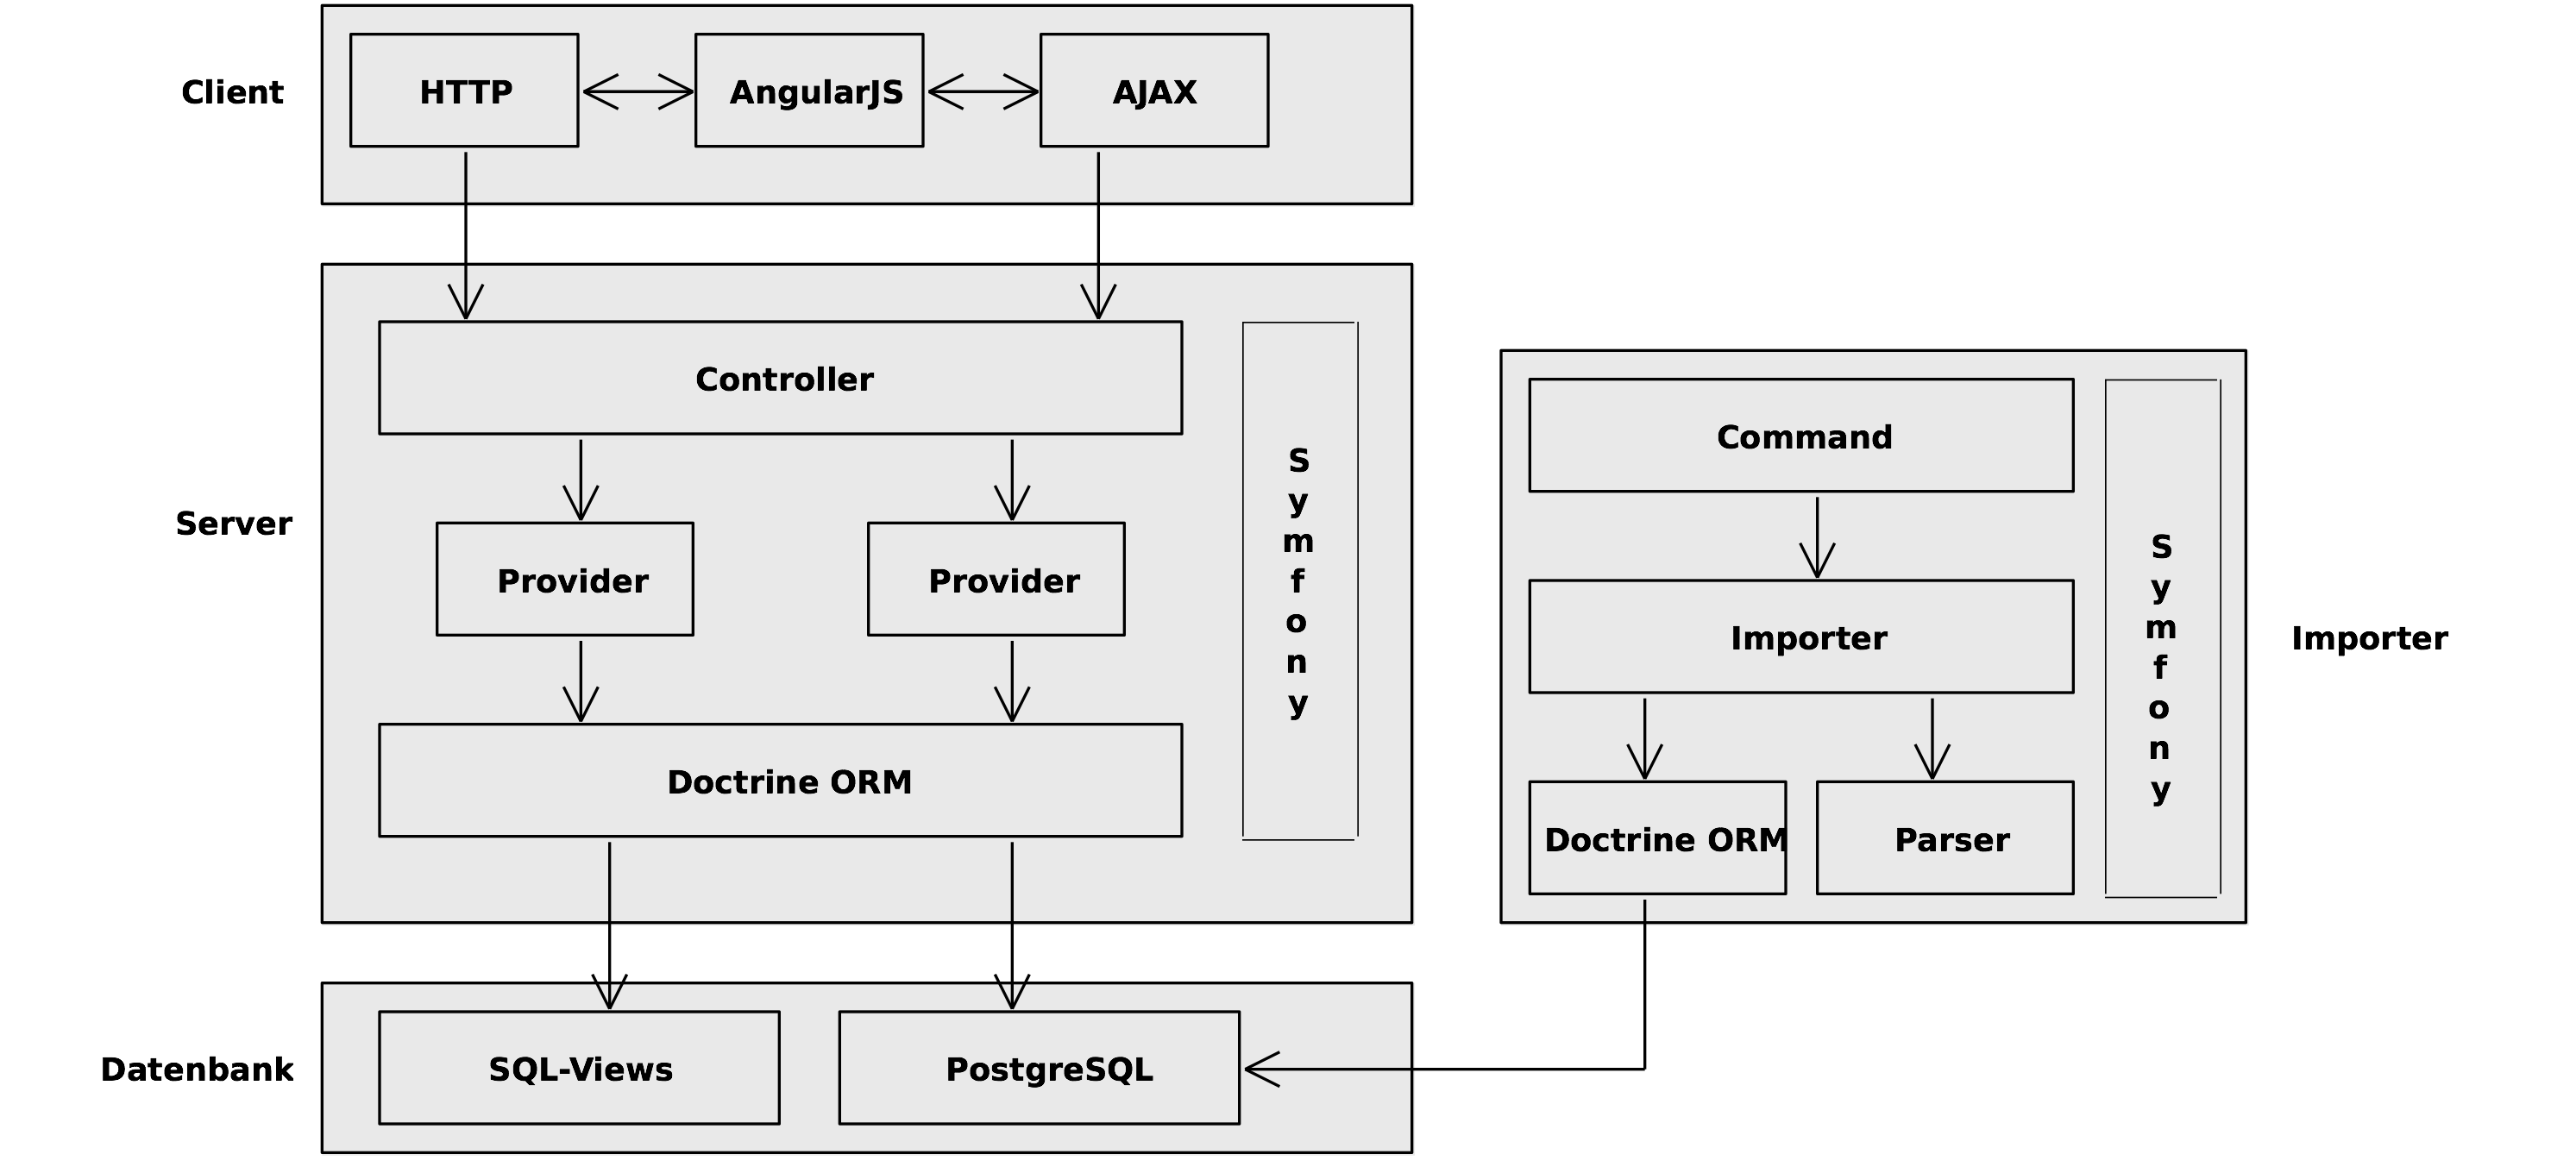 Client
HTTP
AngularJS
AJAX
Server
Controller
Provider
Provider
Doctrine ORM
S
y
m
f
o
n
y
Command
Importer
Doctrine ORM
Parser
S
y
m
f
o
n
y
Importer
Datenbank
SQL-Views
PostgreSQL